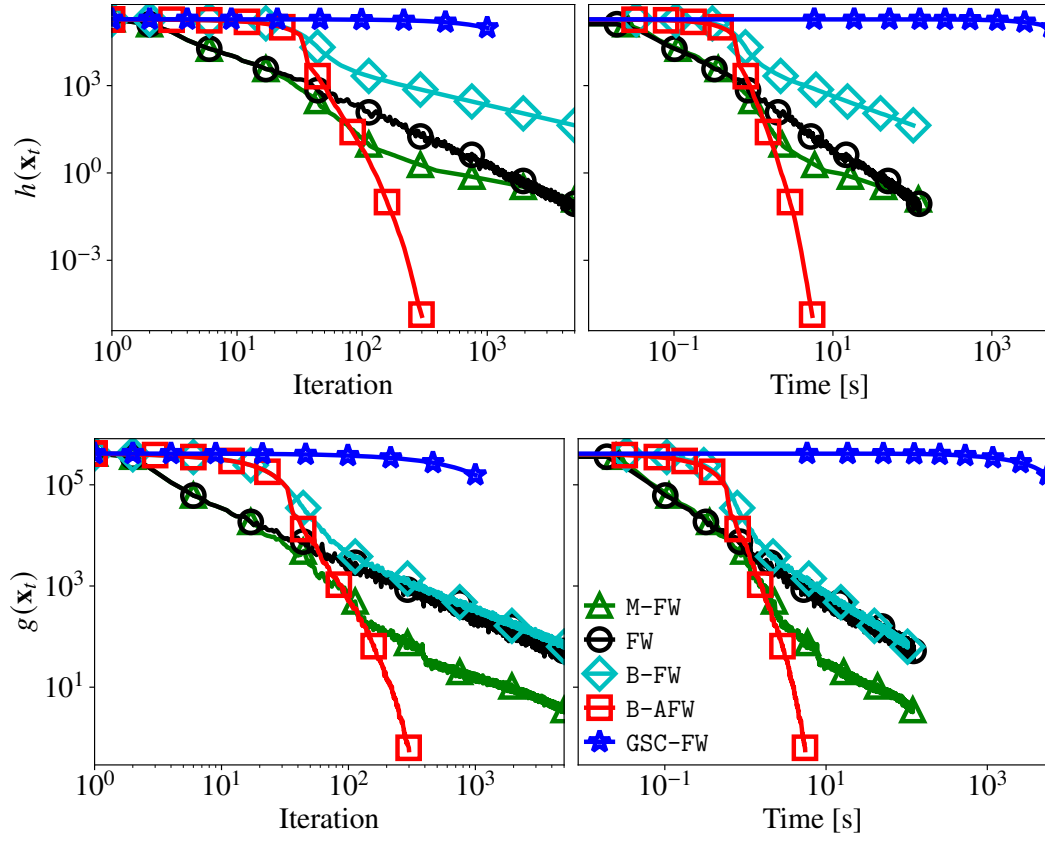 h(x_t)
10^3
10^0
10^−3
10^0 10^1 10^2 10^3
Iteration
10^−1 10^1 10^3
Time [s]
g(x_t)
10^5
10^3
10^1
10^0 10^1 10^2 10^3
Iteration
M-FW
FW
B-FW
B-AFW
GSC-FW
10^−1 10^1 10^3
Time [s]